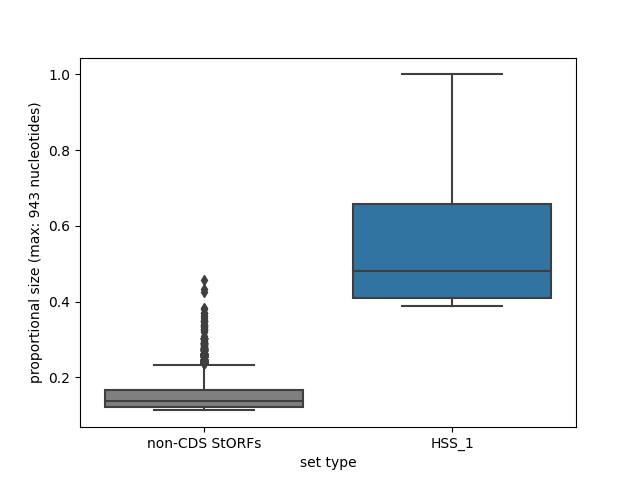 proportional size (max: 943 nucleotides)
1.0
0.8
0.6
0.4
0.2
non-CDS StORFs
HSS_1
set type